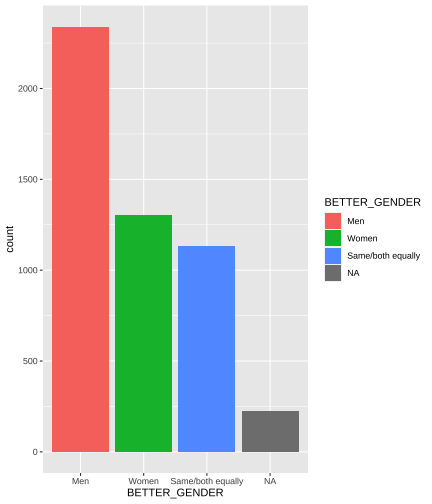 2000
1500
1000
500
0
count
Men Women Same/both equally NA
BETTER_GENDER
BETTER_GENDER
Men
Women
Same/both equally
NA